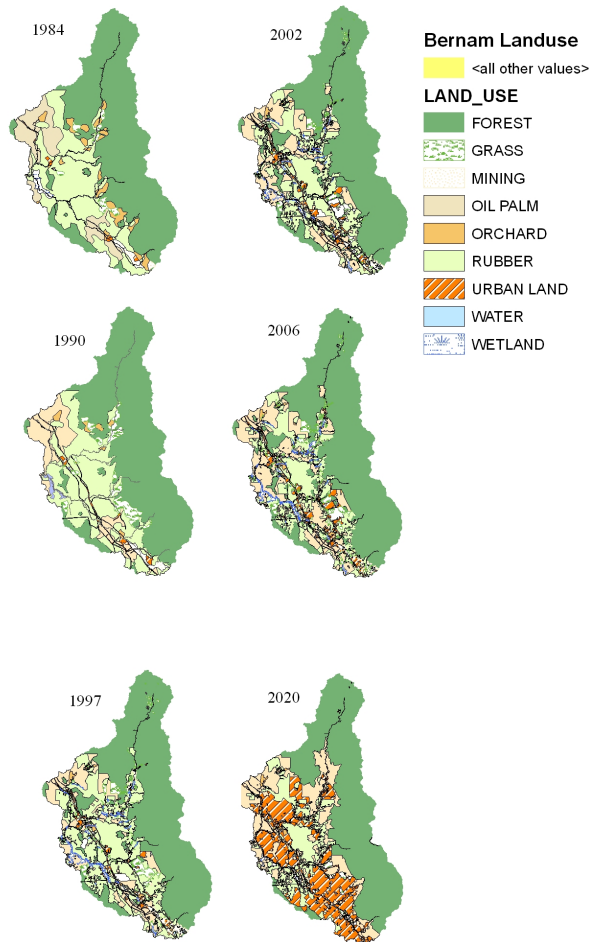 1984
2002
Bernam Landuse
<all other values>
LAND_USE
FOREST
GRASS
MINING
OIL PALM
ORCHARD
RUBBER
URBAN LAND
WATER
WETLAND
1990
2006
1997
2020